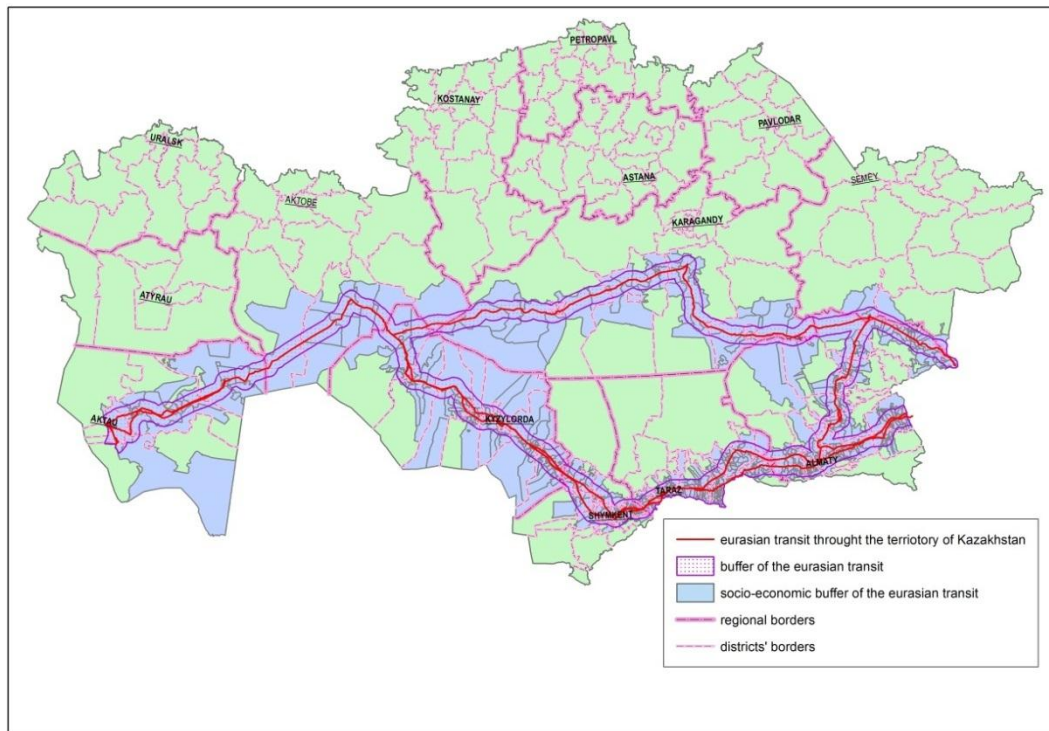 PETROPAVL
KOSTANAY
PAVLODAR
URALSK
ASTANA
SEMEY
AKTOBE
KARAGANDY
ATYRAU
AKTAU
KYZYLORDA
ALMATY
TARAZ
SHYMKENT
eurasian transit throught the terriotory of Kazakhstan
buffer of the eurasian transit
socio-economic buffer of the eurasian transit
regional borders
districts' borders